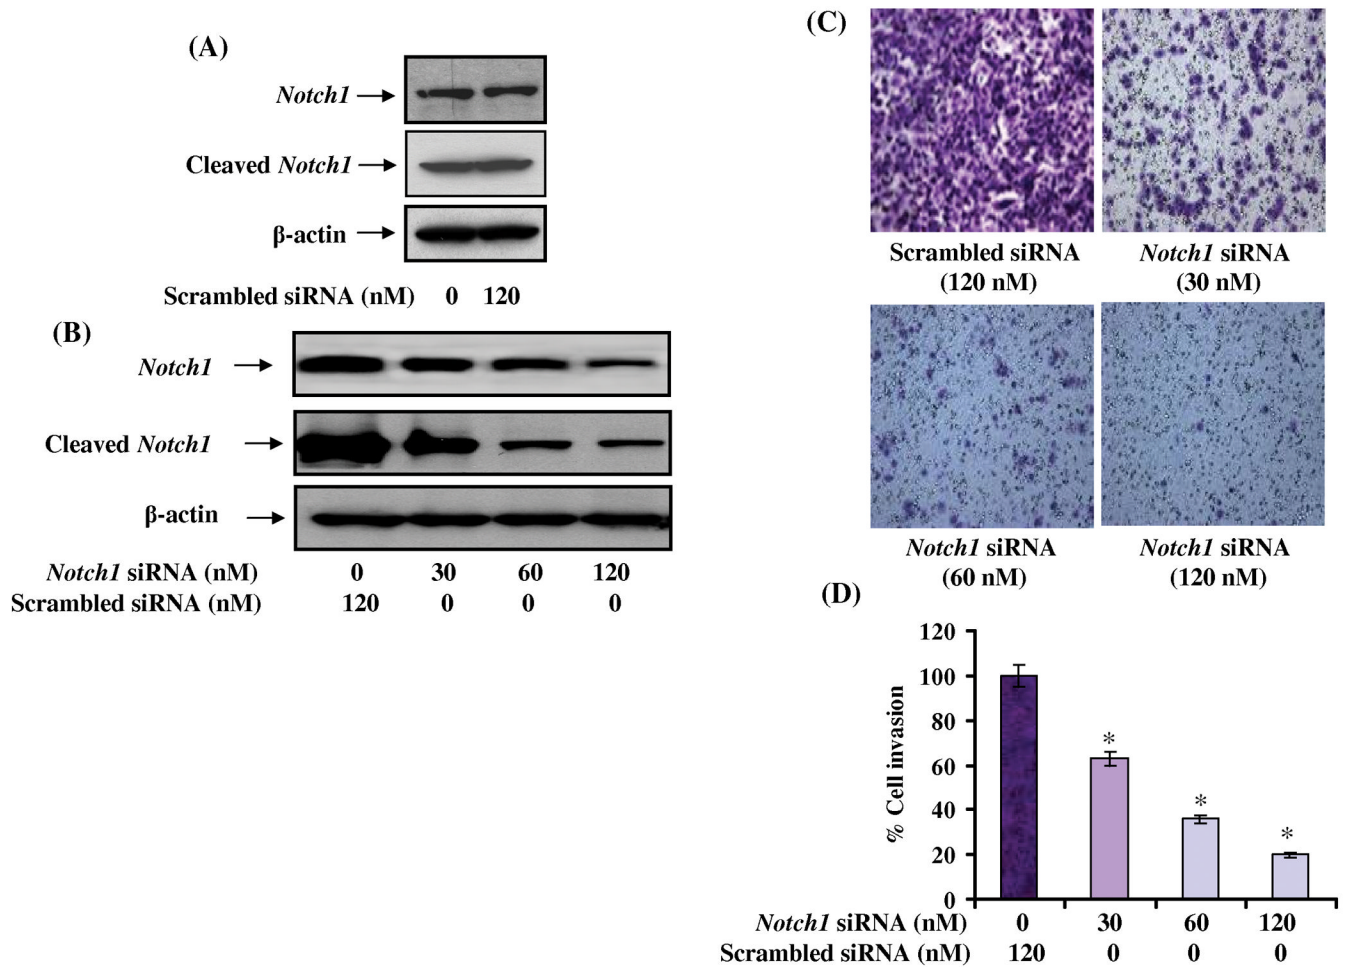 (A)
Notch1
Cleaved Notch1
β-actin
Scrambled siRNA (nM) 0 120
(B)
Notch1
Cleaved Notch1
β-actin
Notch1 siRNA (nM) 0 30 60 120
Scrambled siRNA (nM) 120 0 0 0
(C)
Scrambled siRNA
(120 nM)
Notch1 siRNA
(30 nM)
Notch1 siRNA
(60 nM)
Notch1 siRNA
(120 nM)
(D)
% Cell invasion
120
100
80
60
40
20
0
*
*
*
Notch1 siRNA (nM) 0 30 60 120
Scrambled siRNA (nM) 120 0 0 0